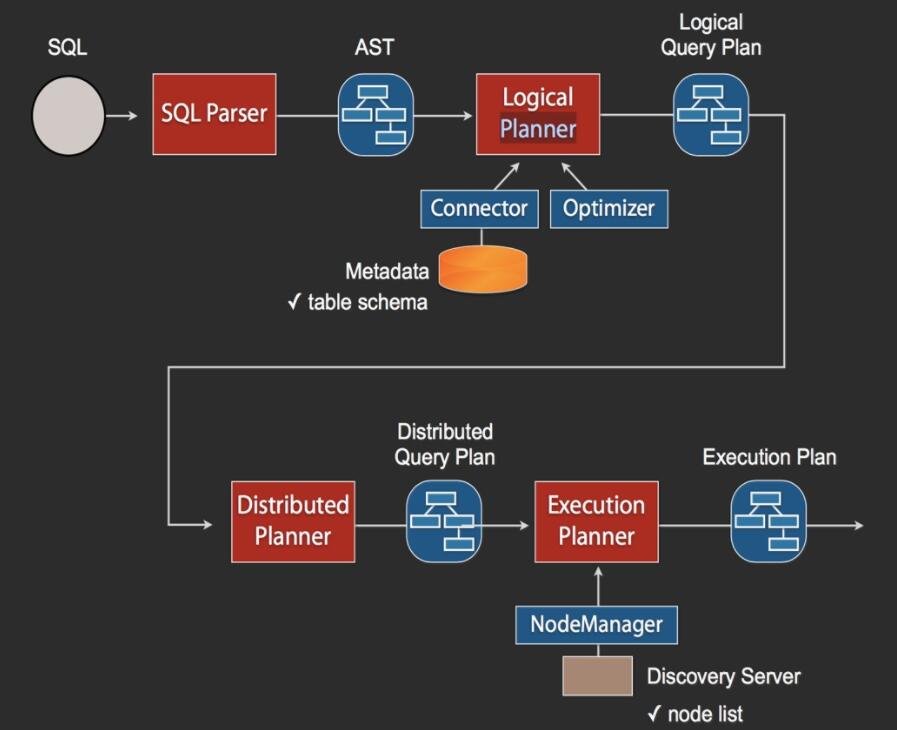 SQL
AST
Logical
Query Plan
SQL Parser
Logical
Planner
Connector
Optimizer
Metadata
✓ table schema
Distributed
Query Plan
Execution Plan
Distributed
Planner
Execution
Planner
NodeManager
Discovery Server
✓ node list